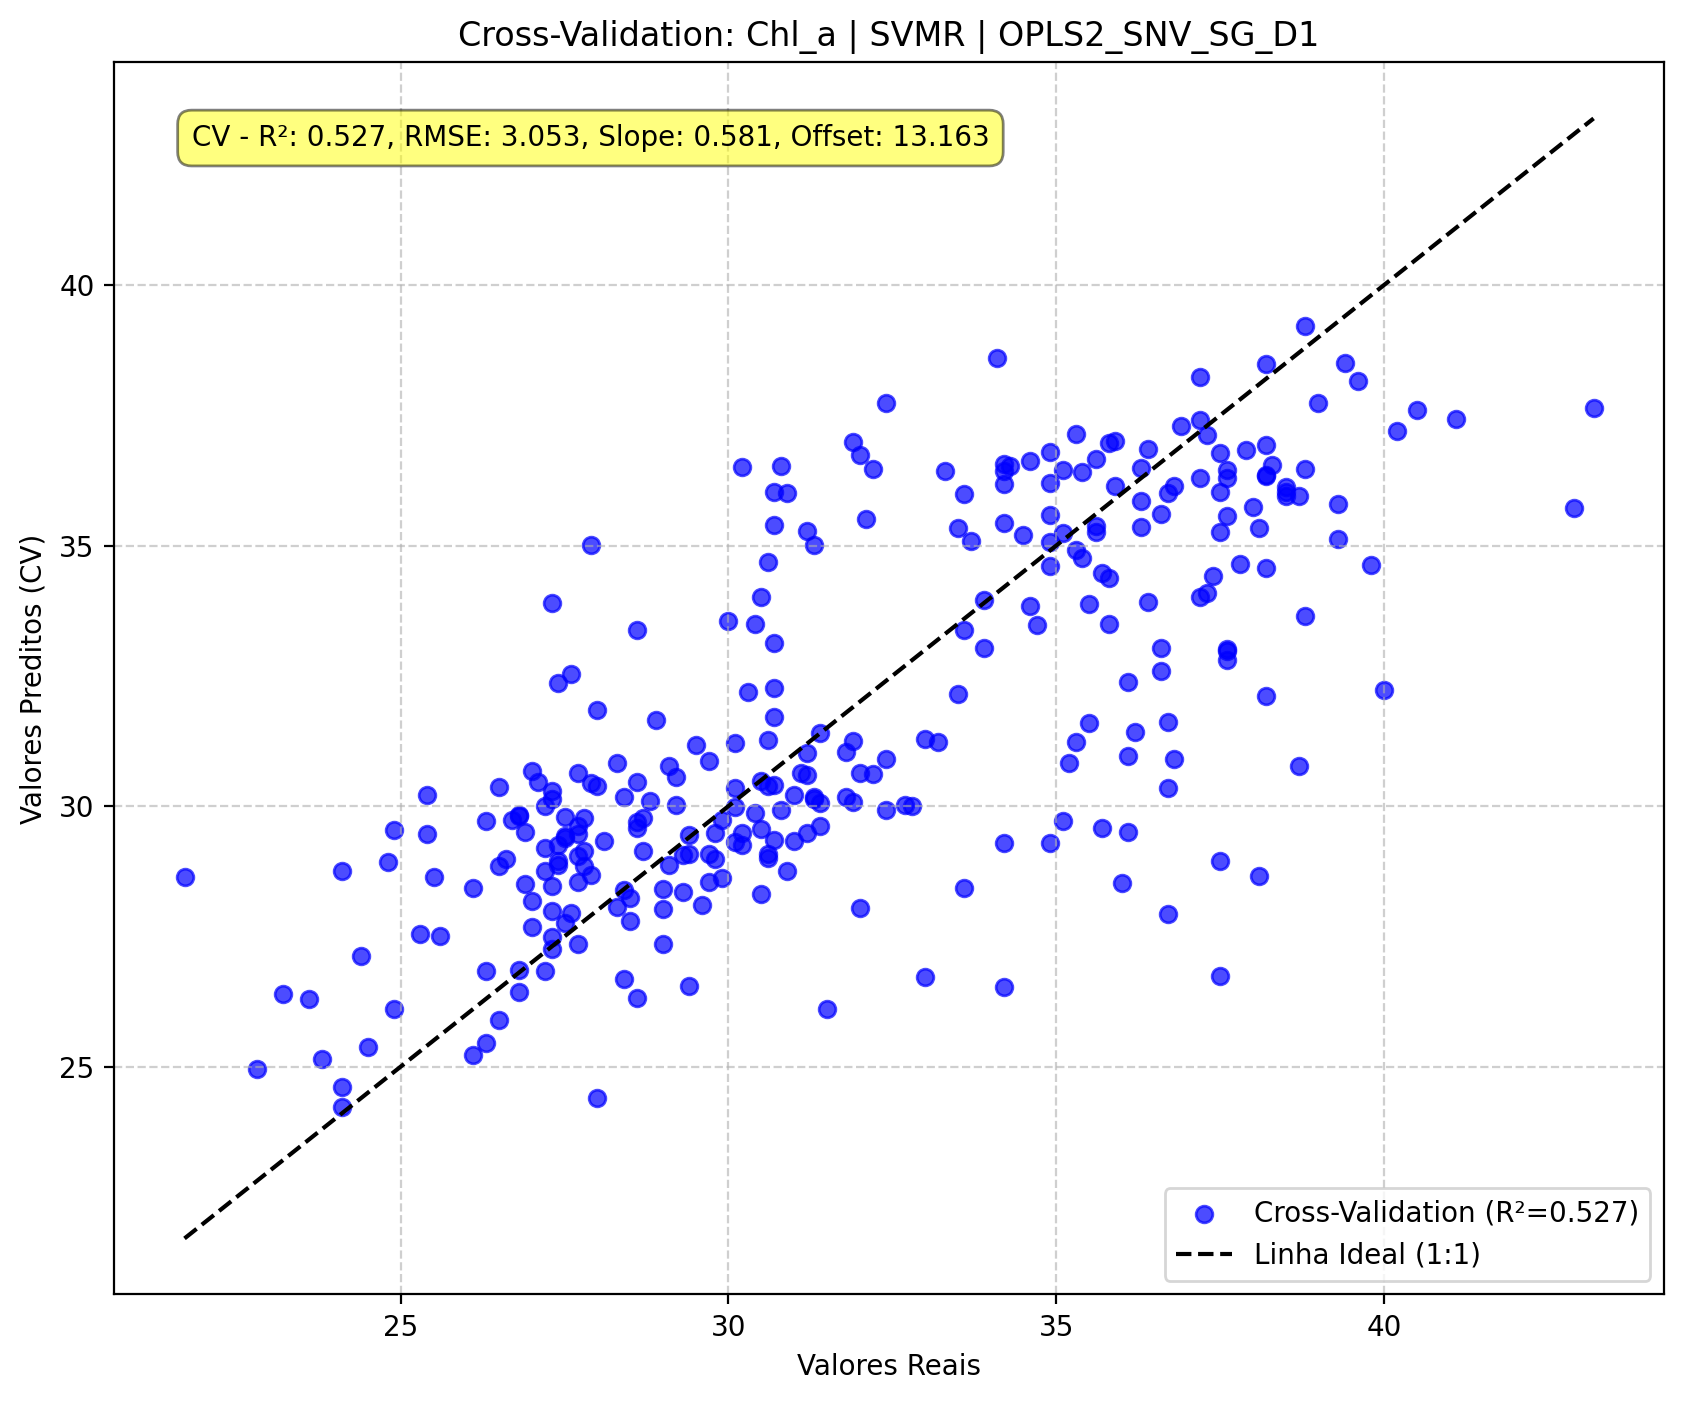 Cross-Validation: Chl_a | SVMR | OPLS2_SNV_SG_D1
CV - R²: 0.527, RMSE: 3.053, Slope: 0.581, Offset: 13.163
Valores Preditos (CV)
40
35
30
25
Cross-Validation (R²=0.527)
Linha Ideal (1:1)
25 30 35 40
Valores Reais